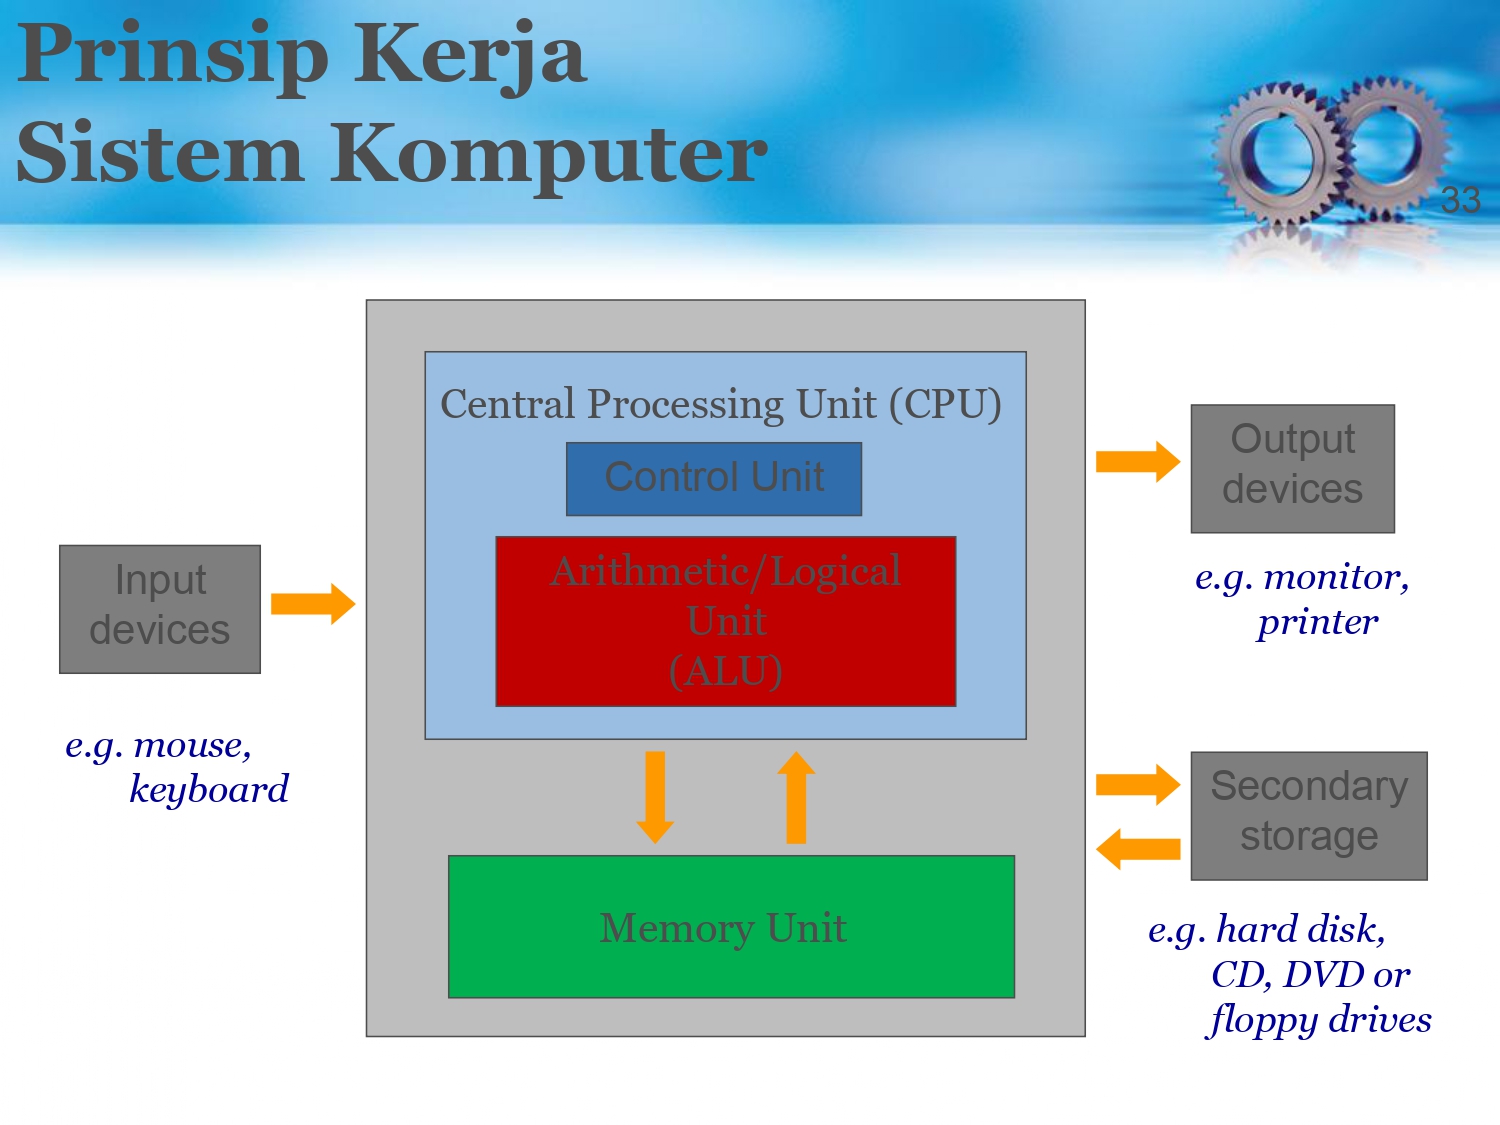 Prinsip Kerja
Sistem Komputer
33
Central Processing Unit (CPU)
Control Unit
Arithmetic/Logical
Unit
(ALU)
Memory Unit
Input
devices
e.g. mouse,
keyboard
Output
devices
e.g. monitor,
printer
Secondary
storage
e.g. hard disk,
CD, DVD or
floppy drives